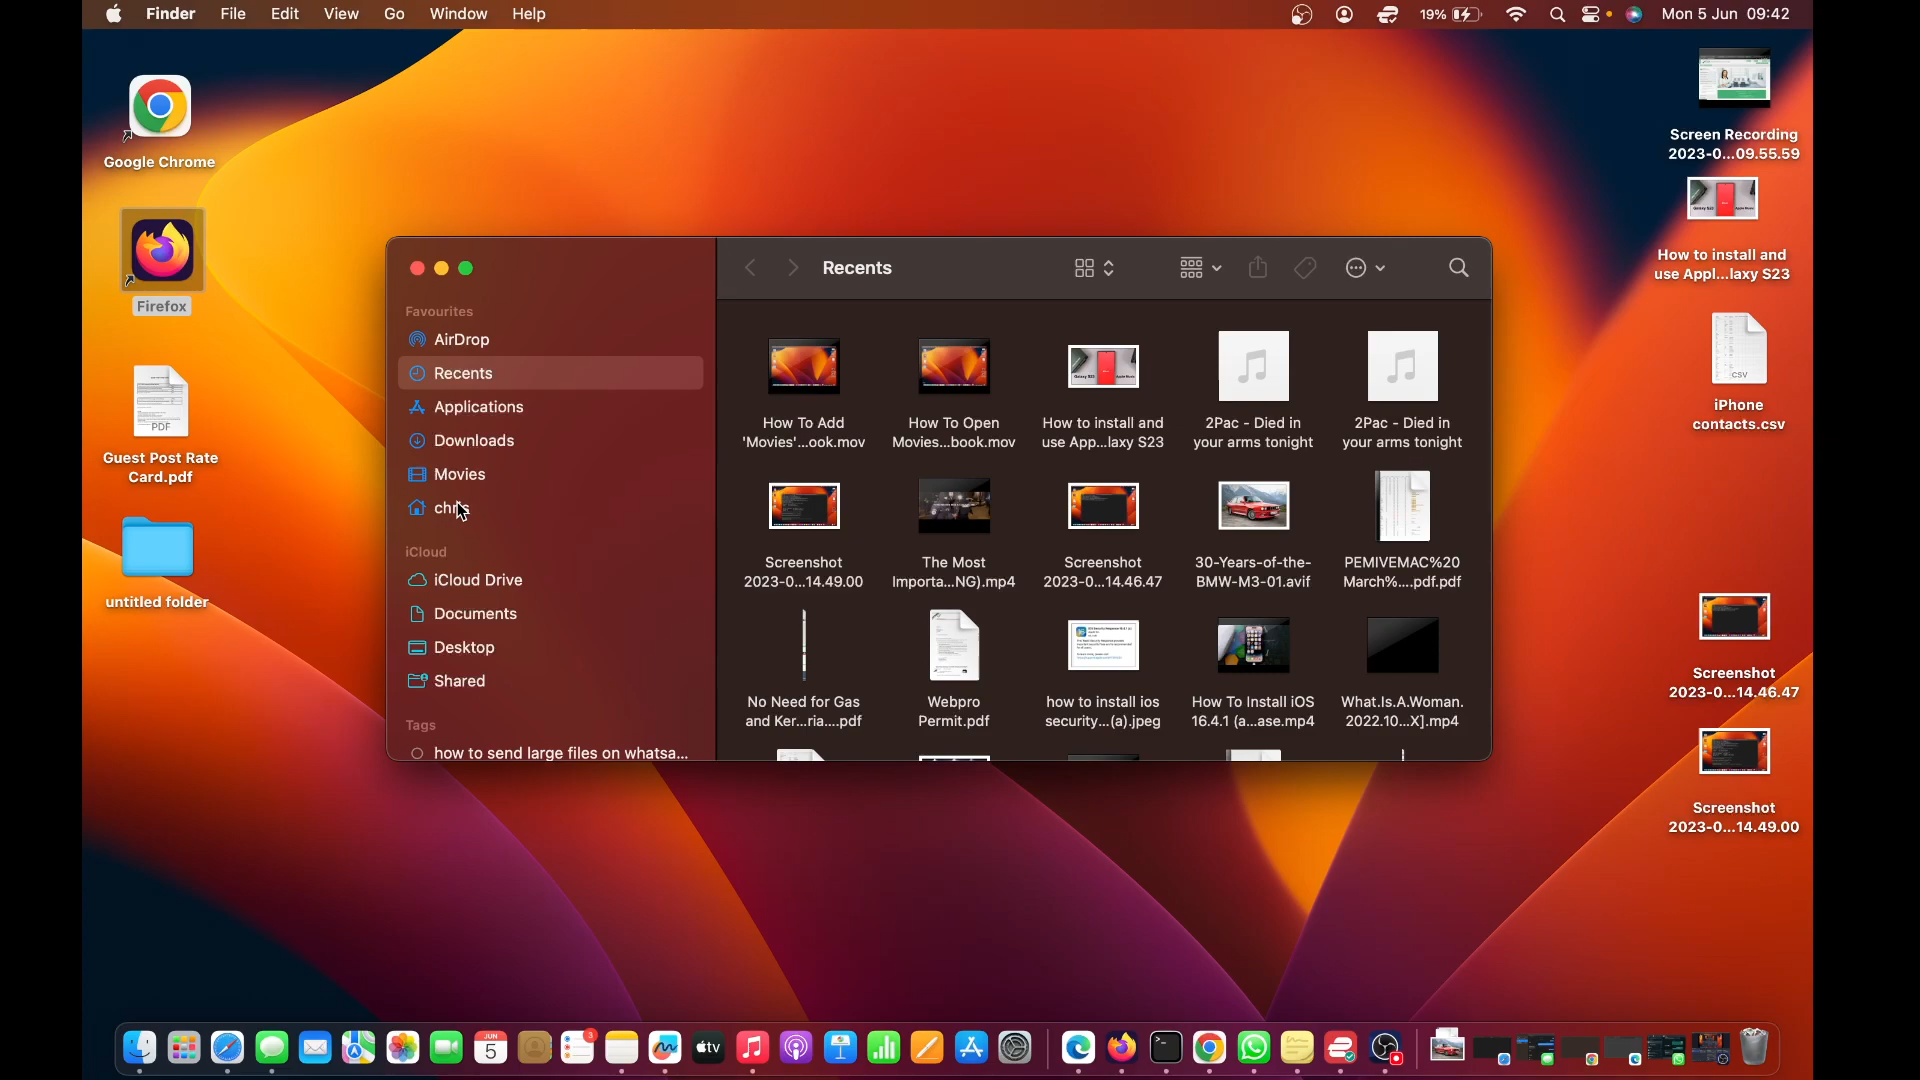 Finder File Edit View Go Window Help
19% Mon 5 Jun 09:42
Google Chrome
Firefox
PDF
Guest Post Rate
Card.pdf
untitled folder
Favourites
AirDrop
Recents
Applications
Downloads
Movies
chris
iCloud
iCloud Drive
Documents
Desktop
Shared
Tags
how to send large files on whatsa...
Recents
How To Add
'Movies'...ook.mov
How To Open
Movies...book.mov
How to install and
use App...laxy S23
2Pac - Died in
your arms tonight
2Pac - Died in
your arms tonight
Screenshot
2023-0...14.49.00
The Most
Importa...NG).mp4
Screenshot
2023-0...14.46.47
30-Years-of-the-
BMW-M3-01.avif
PEMIVEMAC%20
March%....pdf.pdf
No Need for Gas
and Ker...ria....pdf
Webpro
Permit.pdf
how to install ios
security...(a).jpeg
How To Install iOS
16.4.1 (a...ase.mp4
What.Is.A.Woman.
2022.10...X].mp4
Screen Recording
2023-0...09.55.59
How to install and
use Appl...laxy S23
CSV
iPhone
contacts.csv
Screenshot
2023-0...14.46.47
Screenshot
2023-0...14.49.00
JUN
5
3
tv